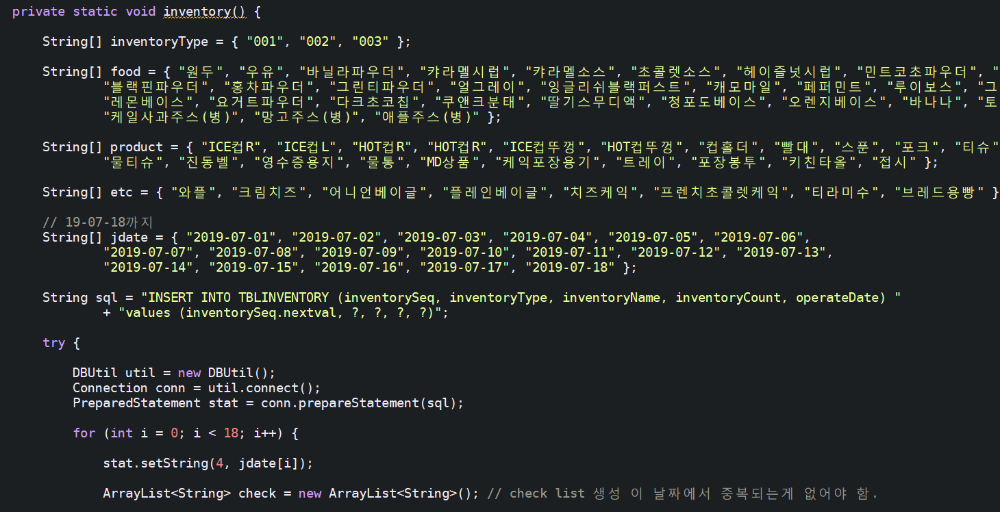 private static void inventory() {
String[] inventoryType = { "001", "002", "003" };
String[] food = { "원두", "우유", "바닐라파우더", "캬라멜시럽", "캬라멜소스", "초콜렛소스", "헤이즐넛시럽", "민트코초파우더", "
"블랙핀파우더", "홍차파우더", "그린티파우더", "얼그레이", "잉글리쉬블랙퍼스트", "캐모마일", "페퍼민트", "루이보스", "그
"레몬베이스", "요거트파우더", "다크초코칩", "쿠앤크분태", "딸기스무디액", "청포도베이스", "오렌지베이스", "바나나", "토
"케일사과주스(병)", "망고주스(병)", "애플주스(병)" };
String[] product = { "ICE컵R", "ICE컵L", "HOT컵R", "HOT컵R", "ICE컵뚜껑", "HOT컵뚜껑", "컵홀더", "빨대", "스푼", "포크", "티슈"
"물티슈", "진동벨", "영수증용지", "물통", "MD상품", "케익포장용기", "트레이", "포장봉투", "키친타올", "접시" };
String[] etc = { "와플", "크림치즈", "어니언베이글", "플레인베이글", "치즈케익", "프렌치초콜렛케익", "티라미수", "브레드용빵" }
// 19-07-18까지
String[] jdate = { "2019-07-01", "2019-07-02", "2019-07-03", "2019-07-04", "2019-07-05", "2019-07-06",
"2019-07-07", "2019-07-08", "2019-07-09", "2019-07-10", "2019-07-11", "2019-07-12", "2019-07-13",
"2019-07-14", "2019-07-15", "2019-07-16", "2019-07-17", "2019-07-18" };
String sql = "INSERT INTO TBLINVENTORY (inventorySeq, inventoryType, inventoryName, inventoryCount, operateDate) "
+ "values (inventorySeq.nextval, ?, ?, ?, ?)";
try {
DBUtil util = new DBUtil();
Connection conn = util.connect();
PreparedStatement stat = conn.prepareStatement(sql);
for (int i = 0; i < 18; i++) {
stat.setString(4, jdate[i]);
ArrayList<String> check = new ArrayList<String>(); // check list 생성 이 날짜에서 중복되는게 없어야 함.